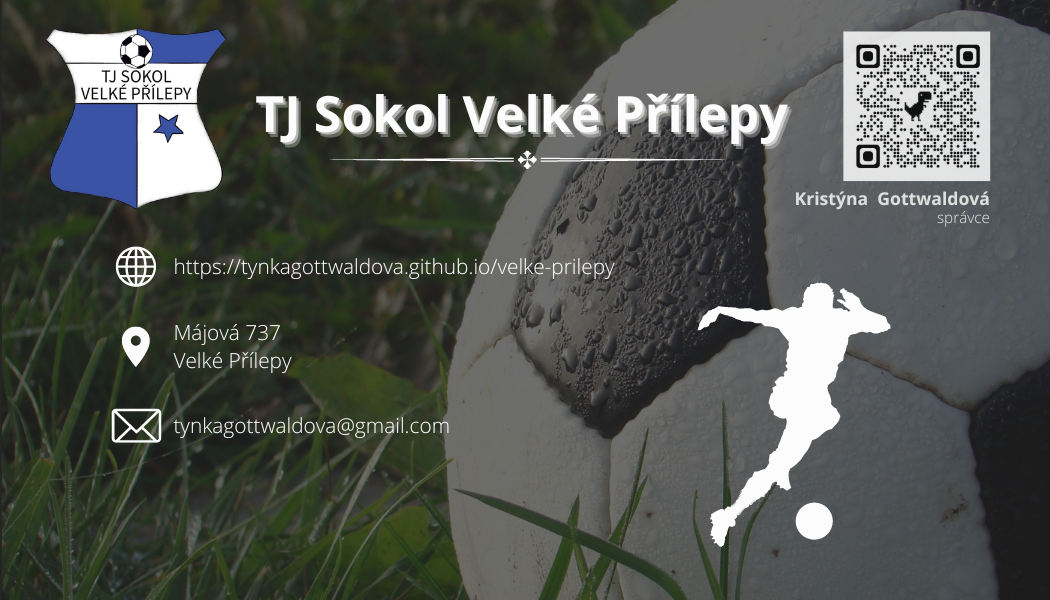 TJ SOKOL
VELKÉ PŘÍLEPY
TJ Sokol Velké Přílepy
Kristýna Gottwaldová
správce
https://tynkagottwaldova.github.io/velke-prilepy
Májová 737
Velké Přílepy
tynkagottwaldova@gmail.com